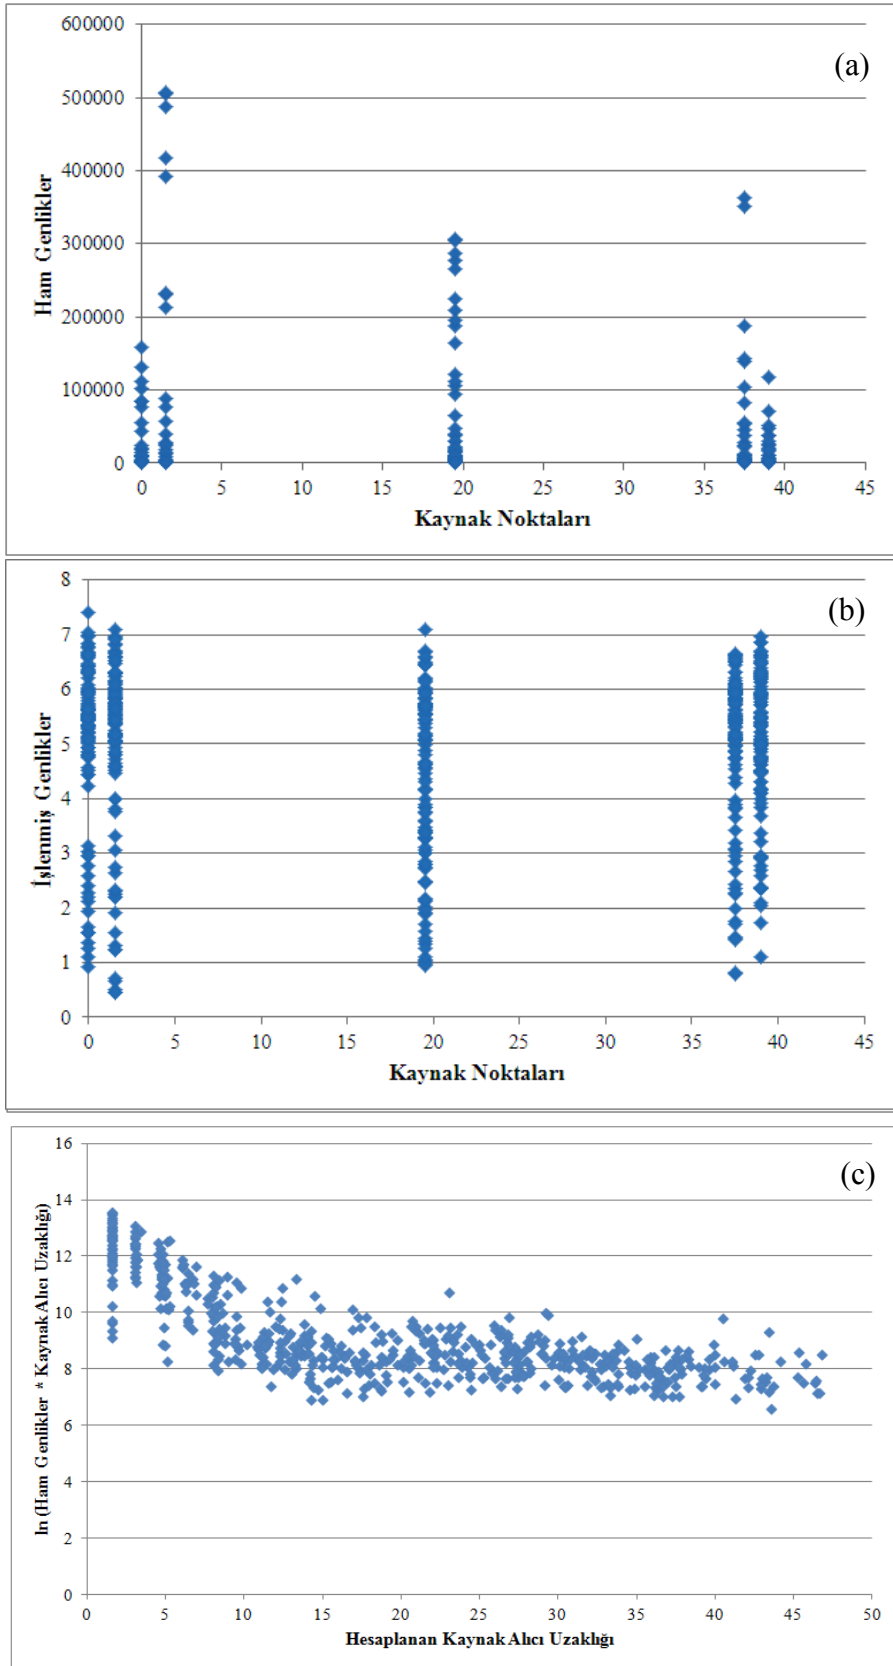 600000
(a)
500000
400000
300000
200000
100000
0
Ham Genlikler
0 5 10 15 20 25 30 35 40 45
Kaynak Noktaları
8
(b)
7
6
5
4
3
2
1
0
İşlenmiş Genlikler
0 5 10 15 20 25 30 35 40 45
Kaynak Noktaları
16
(c)
14
12
10
8
6
4
2
0
ln (Ham Genlikler * Kaynak Alıcı Uzaklığı)
0 5 10 15 20 25 30 35 40 45 50
Hesaplanan Kaynak Alıcı Uzaklığı